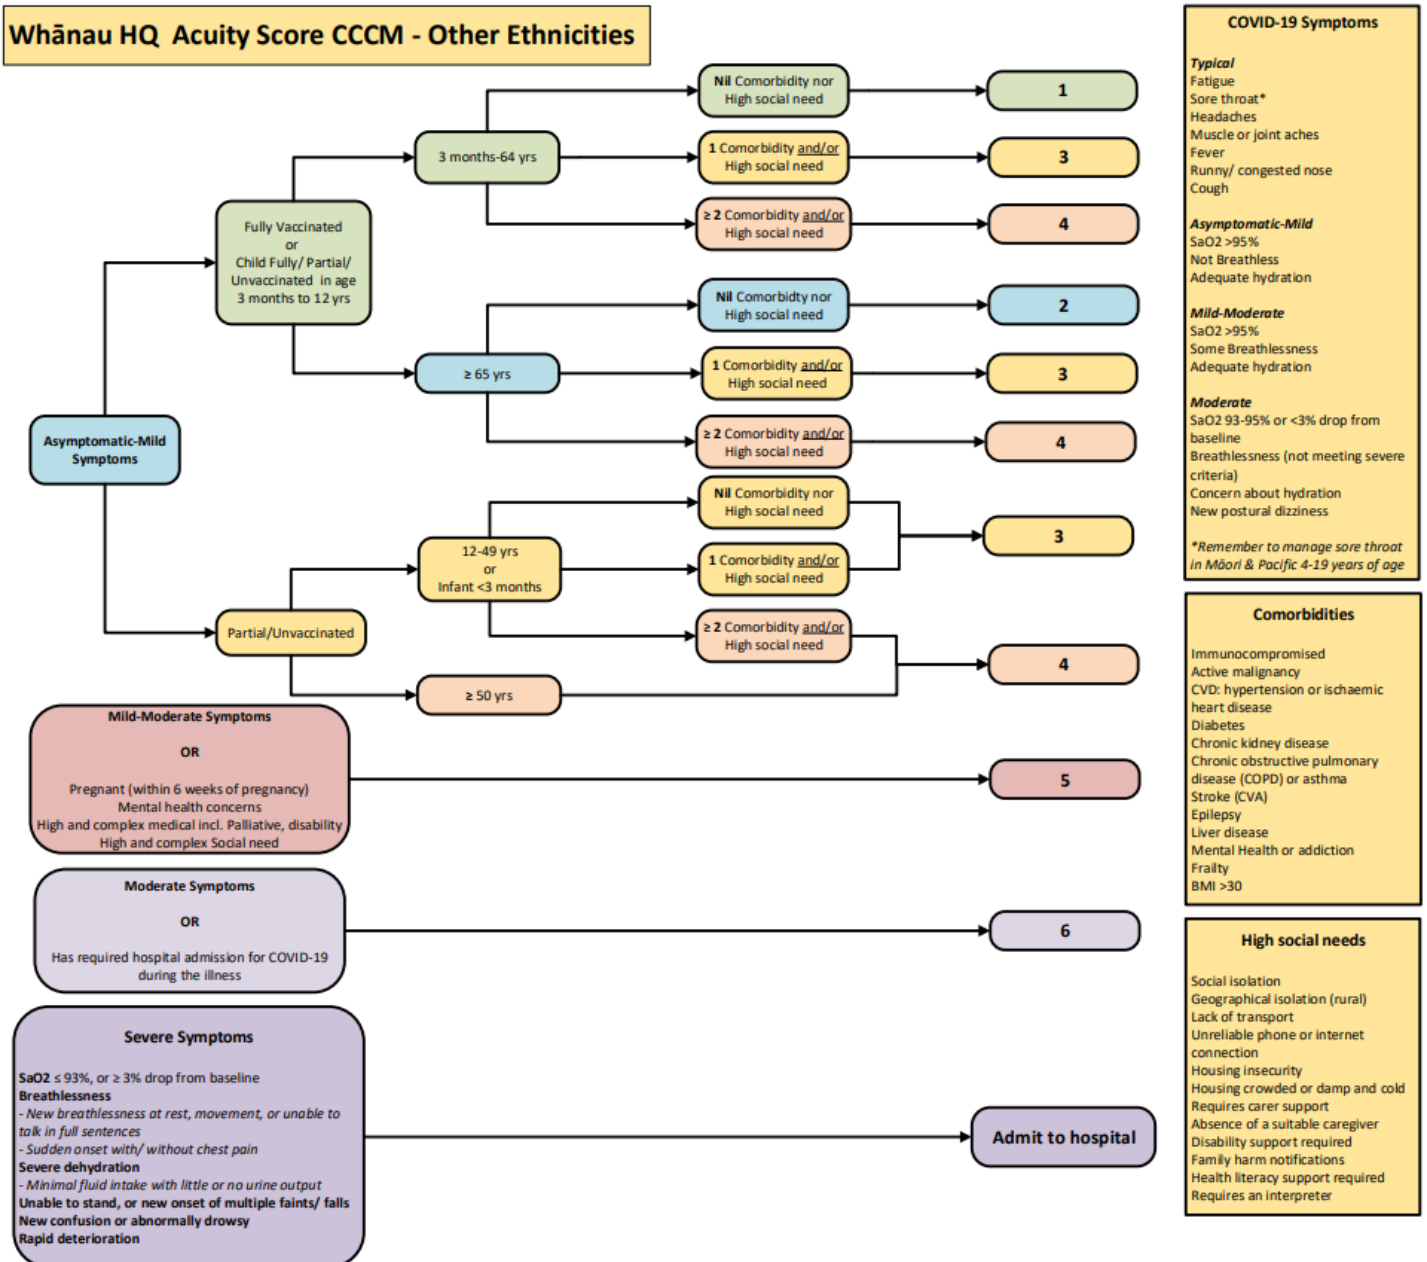 Whānau HQ Acuity Score CCCM - Other Ethnicities
Nil Comorbidity nor
High social need
1
3 months-64 yrs
1 Comorbidity and/or
High social need
3
≥ 2 Comorbidity and/or
High social need
4
Fully Vaccinated
or
Child Fully/ Partial/
Unvaccinated in age
3 months to 12 yrs
Nil Comorbidty nor
High social need
2
≥ 65 yrs
1 Comorbidity and/or
High social need
3
≥ 2 Comorbidity and/or
High social need
4
Asymptomatic-Mild
Symptoms
Nil Comorbidity nor
High social need
12-49 yrs
or
Infant <3 months
1 Comorbidity and/or
High social need
3
Partial/Unvaccinated
≥ 2 Comorbidity and/or
High social need
4
≥ 50 yrs
Mild-Moderate Symptoms
OR
Pregnant (within 6 weeks of pregnancy)
Mental health concerns
High and complex medical incl. Palliative, disability
High and complex Social need
5
Moderate Symptoms
OR
Has required hospital admission for COVID-19
during the illness
6
Severe Symptoms
SaO2 ≤ 93%, or ≥ 3% drop from baseline
Breathlessness
- New breathlessness at rest, movement, or unable to
talk in full sentences
- Sudden onset with/ without chest pain
Severe dehydration
- Minimal fluid intake with little or no urine output
Unable to stand, or new onset of multiple faints/ falls
New confusion or abnormally drowsy
Rapid deterioration
Admit to hospital
COVID-19 Symptoms
Typical
Fatigue
Sore throat*
Headaches
Muscle or joint aches
Fever
Runny/ congested nose
Cough
Asymptomatic-Mild
SaO2 >95%
Not Breathless
Adequate hydration
Mild-Moderate
SaO2 >95%
Some Breathlessness
Adequate hydration
Moderate
SaO2 93-95% or <3% drop from
baseline
Breathlessness (not meeting severe
criteria)
Concern about hydration
New postural dizziness
*Remember to manage sore throat
in Māori & Pacific 4-19 years of age
Comorbidities
Immunocompromised
Active malignancy
CVD: hypertension or ischaemic
heart disease
Diabetes
Chronic kidney disease
Chronic obstructive pulmonary
disease (COPD) or asthma
Stroke (CVA)
Epilepsy
Liver disease
Mental Health or addiction
Frailty
BMI >30
High social needs
Social isolation
Geographical isolation (rural)
Lack of transport
Unreliable phone or internet
connection
Housing insecurity
Housing crowded or damp and cold
Requires carer support
Absence of a suitable caregiver
Disability support required
Family harm notifications
Health literacy support required
Requires an interpreter